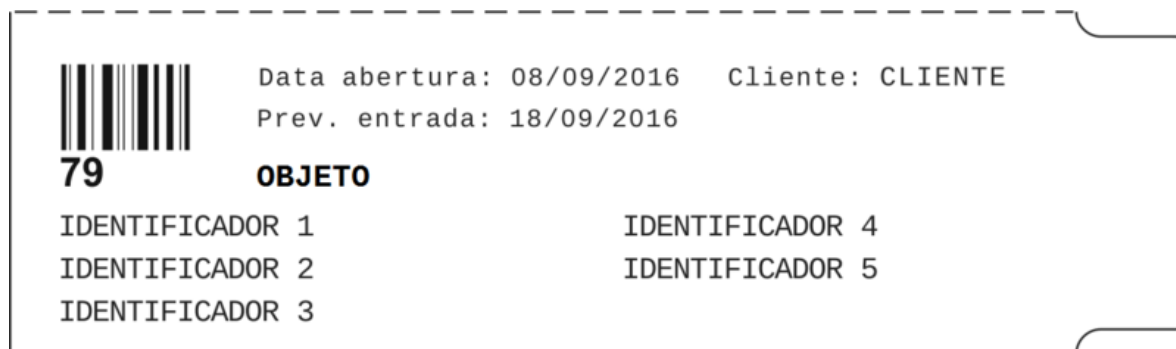 Data abertura: 08/09/2016 Cliente: CLIENTE
Prev. entrada: 18/09/2016
79 OBJETO
IDENTIFICADOR 1 IDENTIFICADOR 4
IDENTIFICADOR 2 IDENTIFICADOR 5
IDENTIFICADOR 3